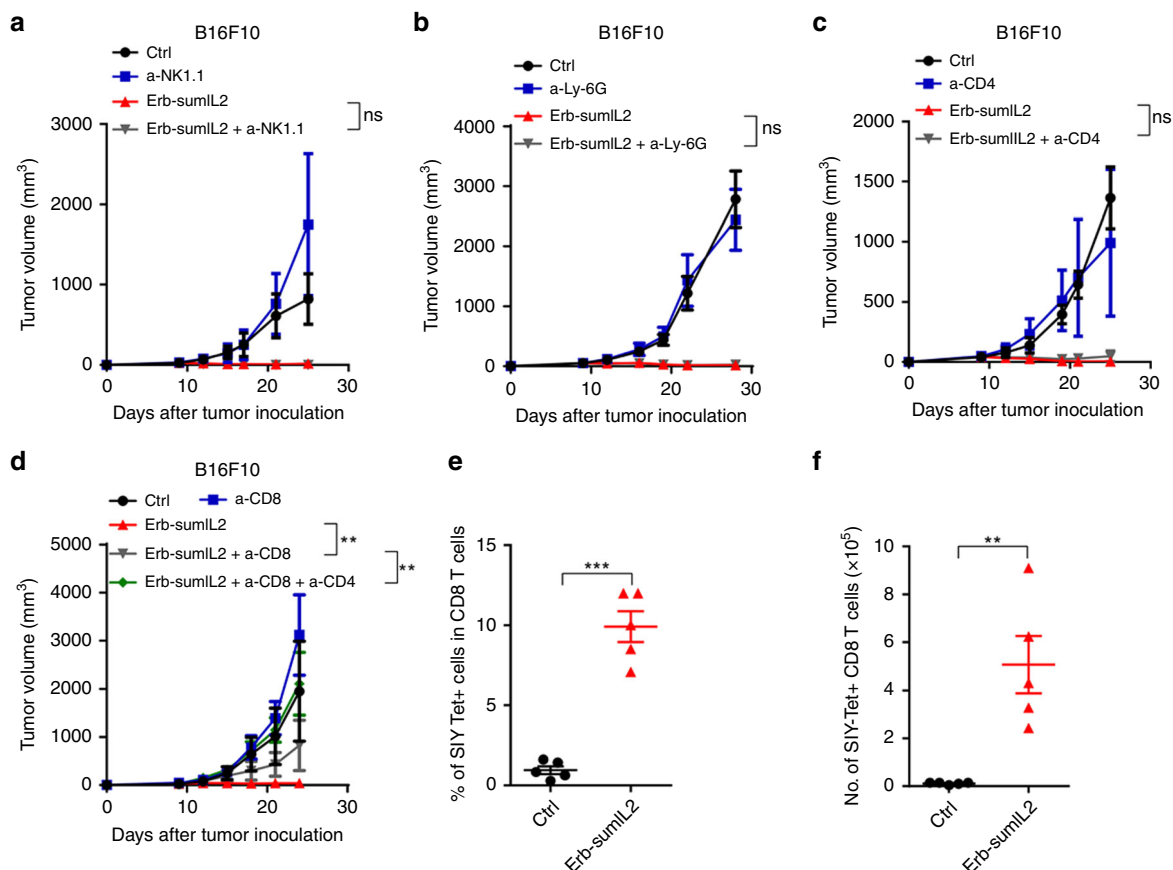 a
B16F10
Ctrl
a-NK1.1
Erb-sumIL2
Erb-sumIL2 + a-NK1.1
ns
3000
2000
1000
0
Tumor volume (mm³)
0 10 20 30
Days after tumor inoculation
b
B16F10
Ctrl
a-Ly-6G
Erb-sumIL2
Erb-sumIL2 + a-Ly-6G
ns
4000
3000
2000
1000
0
Tumor volume (mm³)
0 10 20 30
Days after tumor inoculation
c
B16F10
Ctrl
a-CD4
Erb-sumIL2
Erb-sumIIL2 + a-CD4
ns
2000
1500
1000
500
0
Tumor volume (mm³)
0 10 20 30
Days after tumor inoculation
d
B16F10
Ctrl a-CD8
Erb-sumIL2
Erb-sumIL2 + a-CD8
Erb-sumIL2 + a-CD8 + a-CD4
**
**
5000
4000
3000
2000
1000
0
Tumor volume (mm³)
0 10 20 30
Days after tumor inoculation
e
15
10
5
0
% of SIY Tet+ cells in CD8 T cells
***
Ctrl
Erb-sumIL2
f
10
8
6
4
2
0
No. of SIY-Tet+ CD8 T cells (×10⁵)
**
Ctrl
Erb-sumIL2